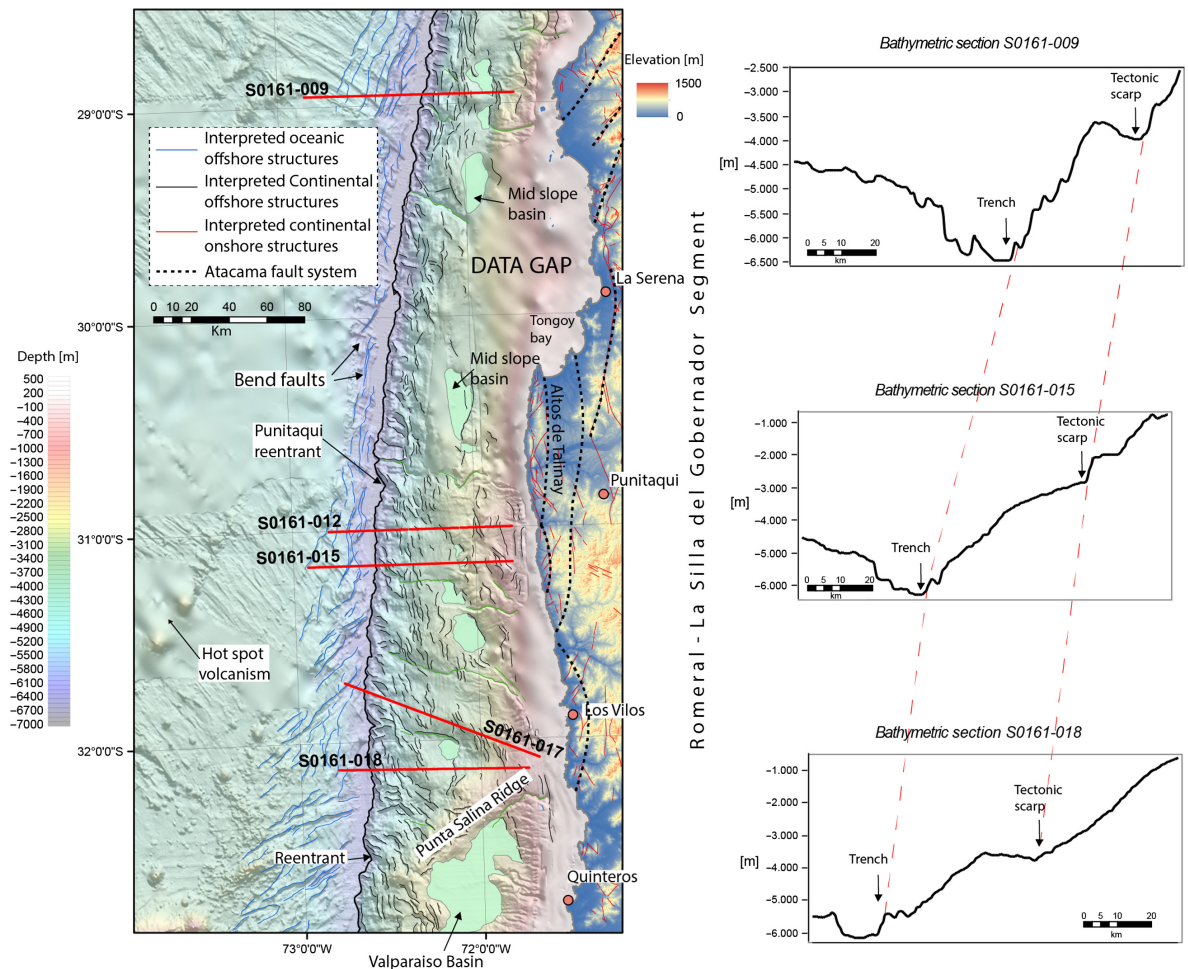 S0161-009
29°0'0"S
Interpreted oceanic
offshore structures
Interpreted Continental
offshore structures
Interpreted continental
onshore structures
Atacama fault system
0 10 20 40 60 80
Km
30°0'0"S
Elevation [m]
1500
0
Mid slope
basin
DATA GAP
La Serena
Tongoy
bay
Mid slope
basin
Bend faults
Altos de Talinay
Punitaqui
reentrant
Punitaqui
S0161-012
31°0'0"S
S0161-015
Hot spot
volcanism
Los Vilos
S0161-017
32°0'0"S
S0161-018
Punta Salina Ridge
Reentrant
Quinteros
73°0'0"W
72°0'0"W
Valparaiso Basin
Depth [m]
500
200
−100
−400
−700
−1000
−1300
−1600
−1900
−2200
−2500
−2800
−3100
−3400
−3700
−4000
−4300
−4600
−4900
−5200
−5500
−5800
−6100
−6400
−6700
−7000
Romeral - La Silla del Gobernador Segment
Bathymetric section S0161-009
−2.500
−3.000
−3.500
−4.000
−4.500
−5.000
−5.500
−6.000
−6.500
[m]
Tectonic
scarp
Trench
0 5 10 20
km
Bathymetric section S0161-015
−1.000
−2.000
−3.000
−4.000
−5.000
−6.000
[m]
Tectonic
scarp
Trench
0 5 10 20
km
Bathymetric section S0161-018
−1.000
−2.000
−3.000
−4.000
−5.000
−6.000
[m]
Tectonic
scarp
Trench
0 5 10 20
km